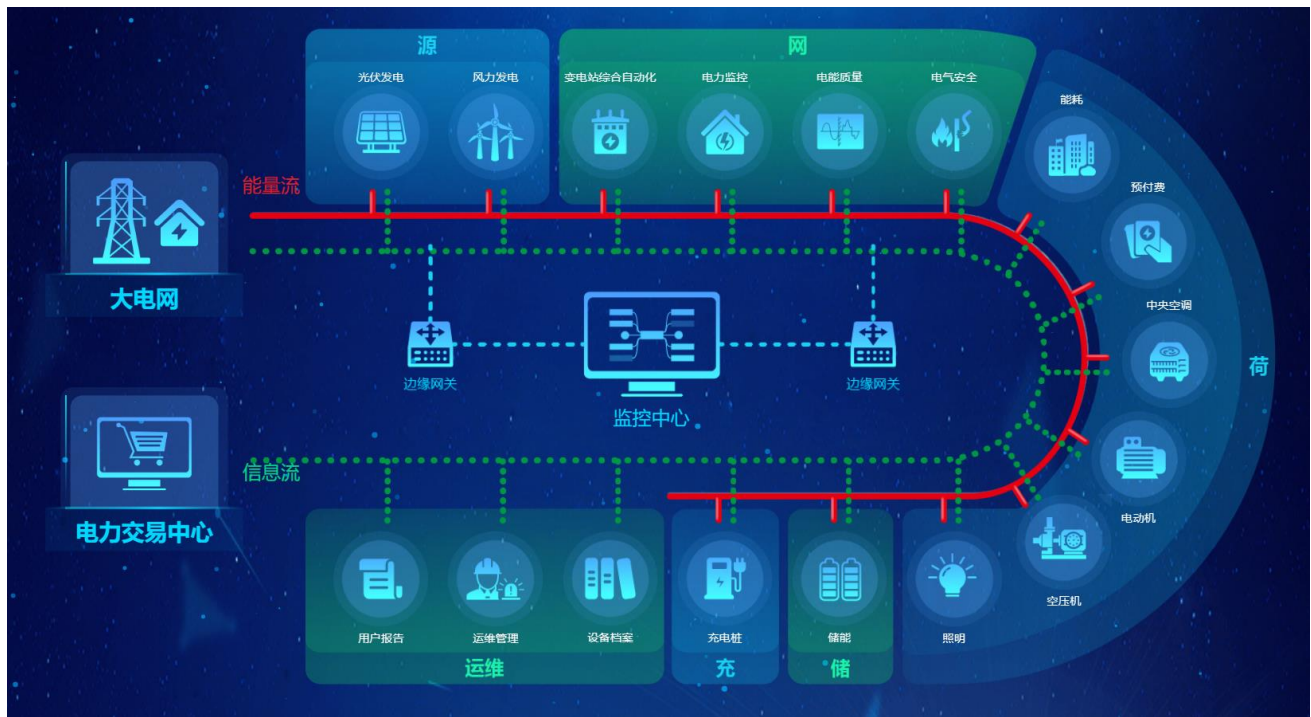 源
网
光伏发电
风力发电
变电站综合自动化
电力监控
电能质量
电气安全
能耗
能量流
预付费
大电网
中央空调
边缘网关
边缘网关
荷
监控中心
信息流
电动机
电力交易中心
空压机
用户报告
运维管理
设备档案
充电桩
储能
照明
运维
充
储